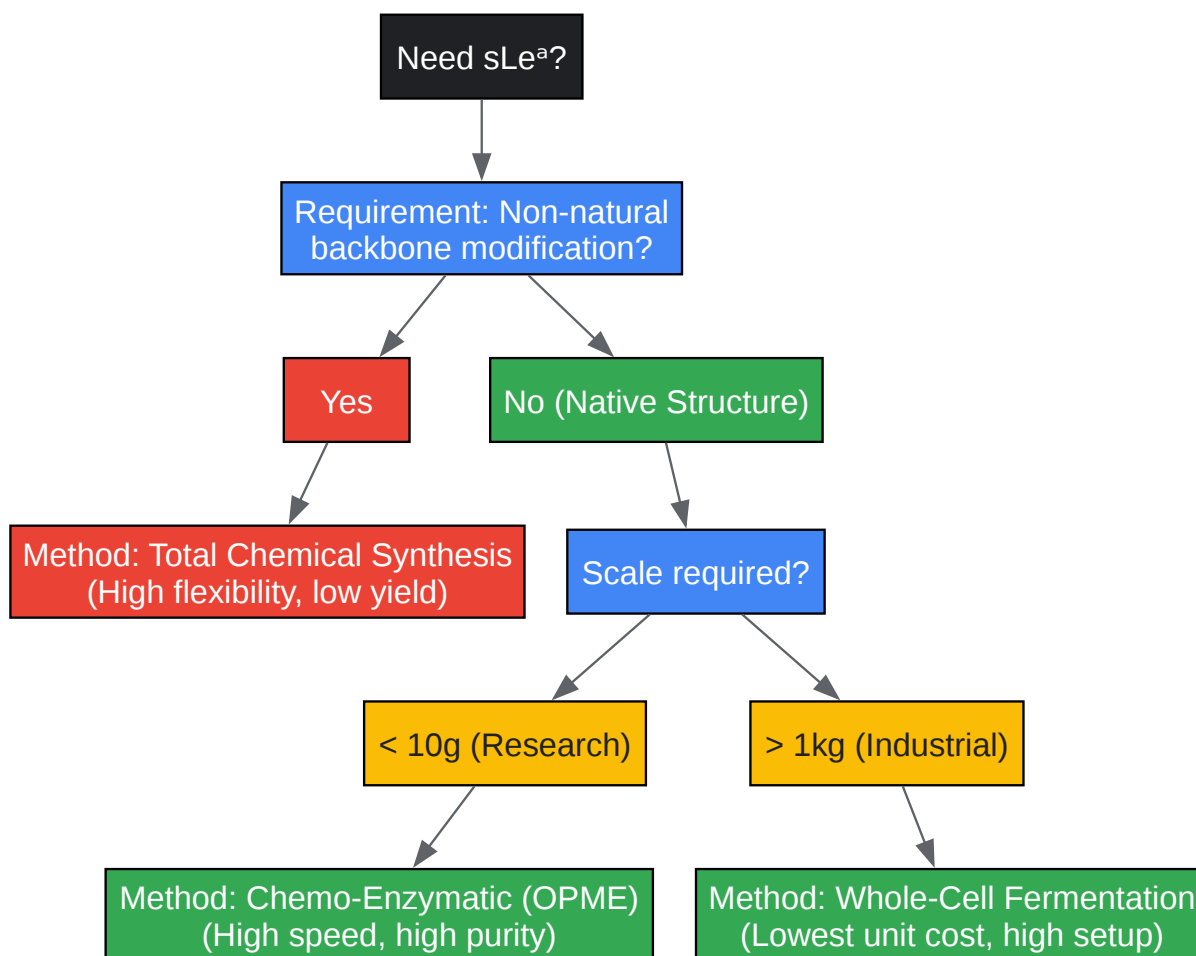 Need sLeᵃ?
Requirement: Non-natural
backbone modification?
Yes
No (Native Structure)
Method: Total Chemical Synthesis
(High flexibility, low yield)
Scale required?
< 10g (Research)
> 1kg (Industrial)
Method: Chemo-Enzymatic (OPME)
(High speed, high purity)
Method: Whole-Cell Fermentation
(Lowest unit cost, high setup)